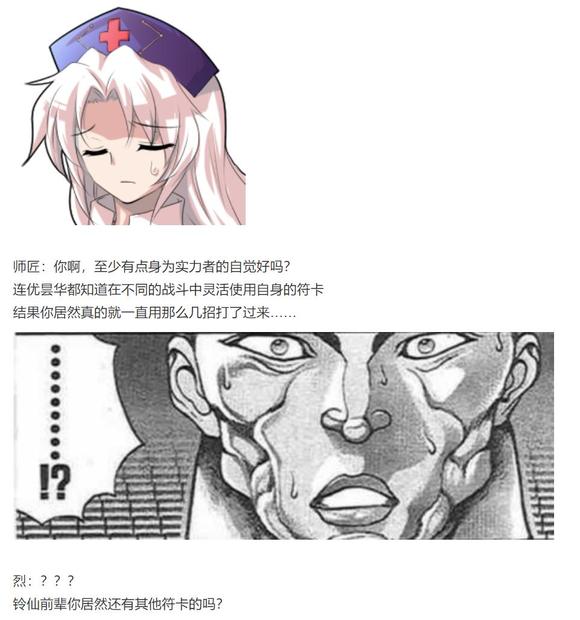 师匠：你啊，至少有点身为实力者的自觉好吗？
连优昙华都知道在不同的战斗中灵活使用自身的符卡
结果你居然真的就一直用那么几招打了过来……
………!?
烈：？？？
铃仙前辈你居然还有其他符卡的吗？